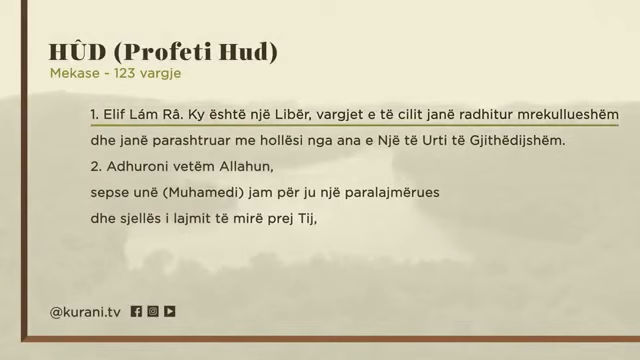 HÛD (Profeti Hud)
Mekase - 123 vargje
1. Elif Lám Râ. Ky është një Libër, vargjet e të cilit janë radhitur mrekullueshëm
dhe janë parashtruar me hollësi nga ana e Një të Urti të Gjithëdijshëm.
2. Adhuroni vetëm Allahun,
sepse unë (Muhamedi) jam për ju një paralajmërues
dhe sjellës i lajmit të mirë prej Tij,
@kurani.tv